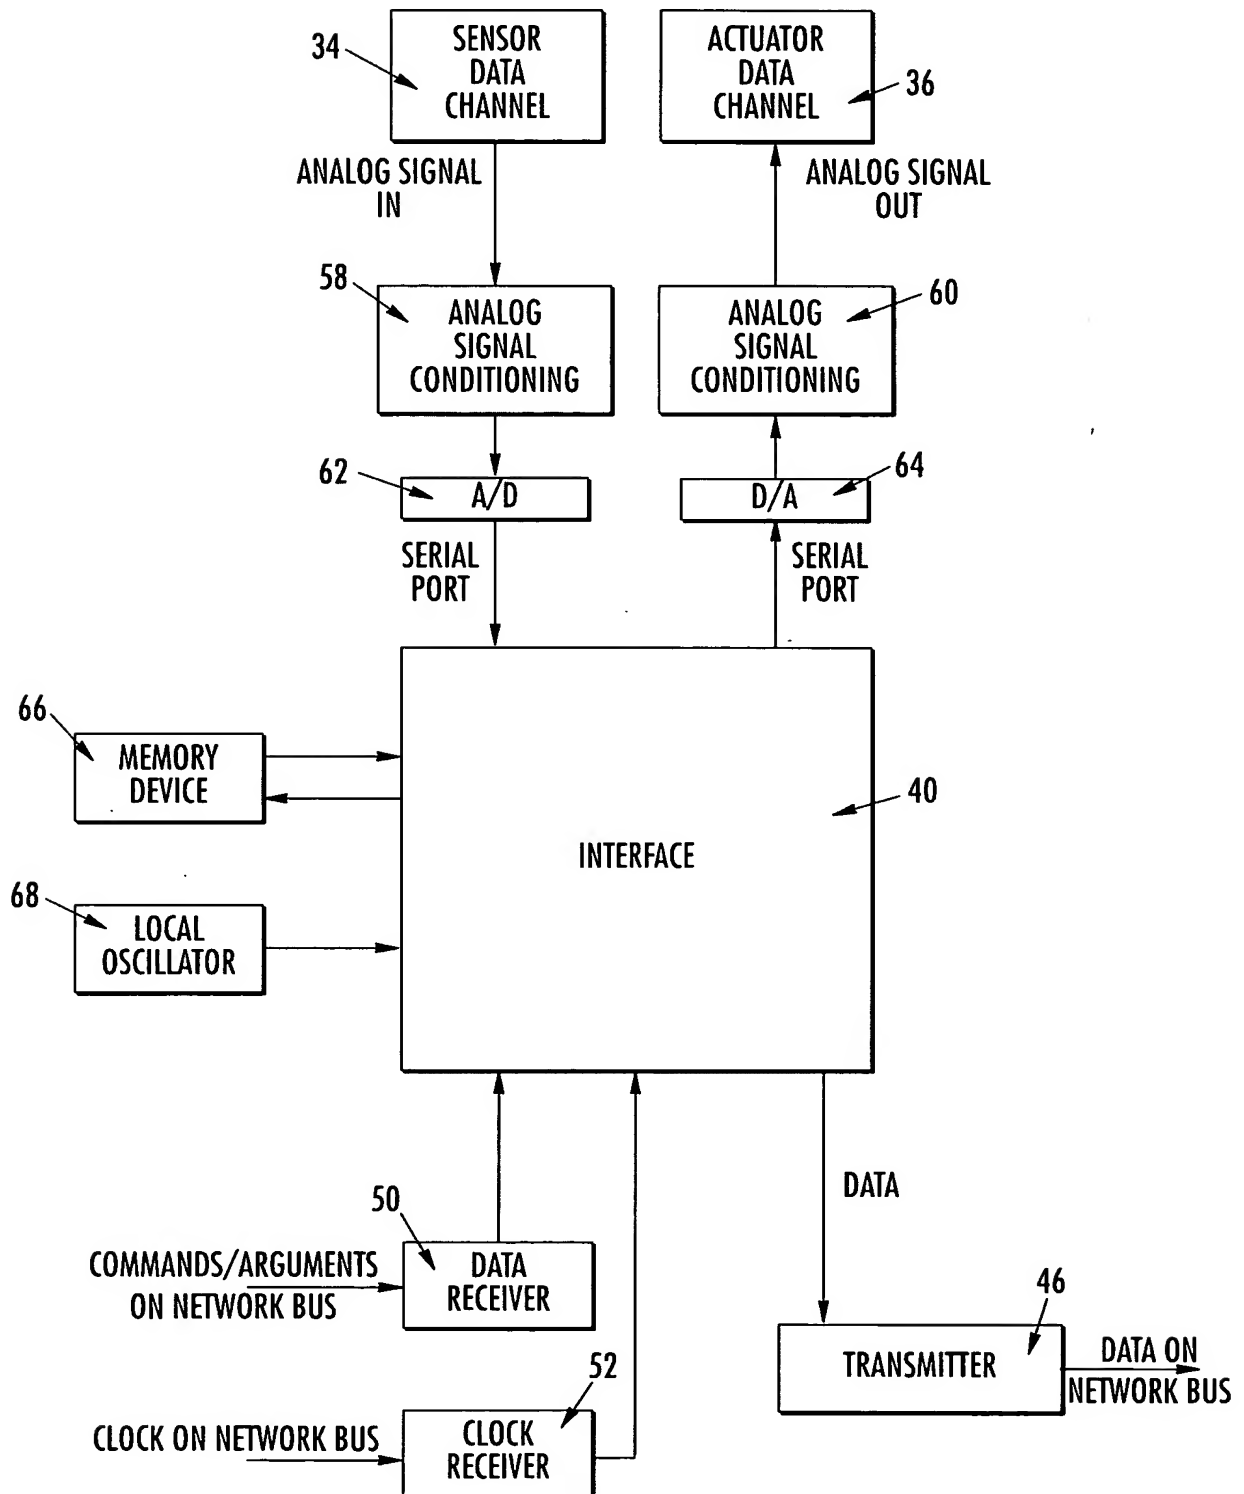 34
SENSOR
DATA
CHANNEL
ACTUATOR
DATA
CHANNEL
36
ANALOG SIGNAL
IN
ANALOG SIGNAL
OUT
58
ANALOG
SIGNAL
CONDITIONING
ANALOG
SIGNAL
CONDITIONING
60
62
A/D
D/A
64
SERIAL
PORT
SERIAL
PORT
66
MEMORY
DEVICE
INTERFACE
40
68
LOCAL
OSCILLATOR
DATA
50
COMMANDS/ARGUMENTS
ON NETWORK BUS
DATA
RECEIVER
46
TRANSMITTER
DATA ON
NETWORK BUS
52
CLOCK ON NETWORK BUS
CLOCK
RECEIVER